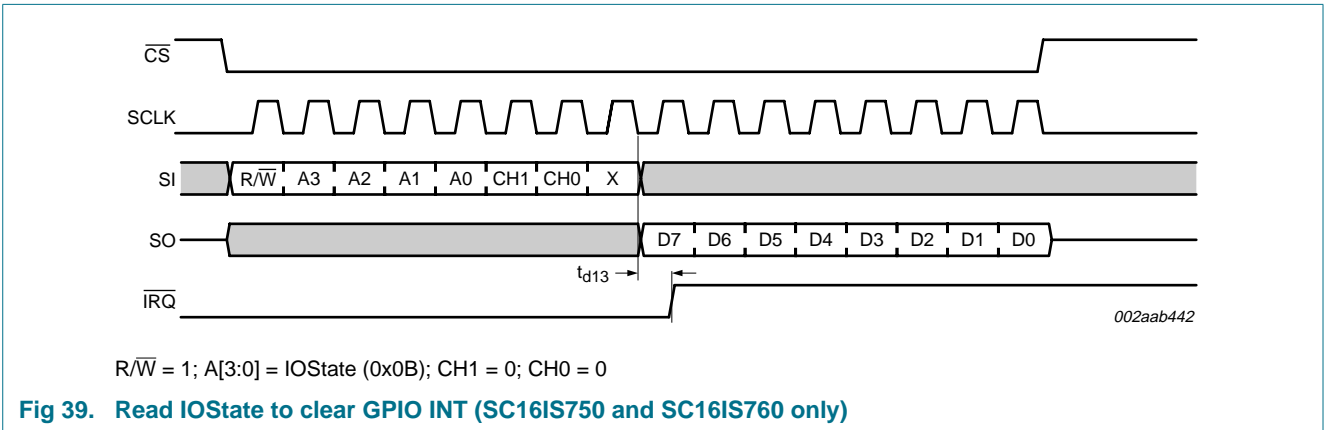 C̅S̅
SCLK
SI R/W̅ A3 A2 A1 A0 CH1 CH0 X
SO D7 D6 D5 D4 D3 D2 D1 D0
td13
I̅R̅Q̅
002aab442
R/W̅ = 1; A[3:0] = IOState (0x0B); CH1 = 0; CH0 = 0
Fig 39. Read IOState to clear GPIO INT (SC16IS750 and SC16IS760 only)